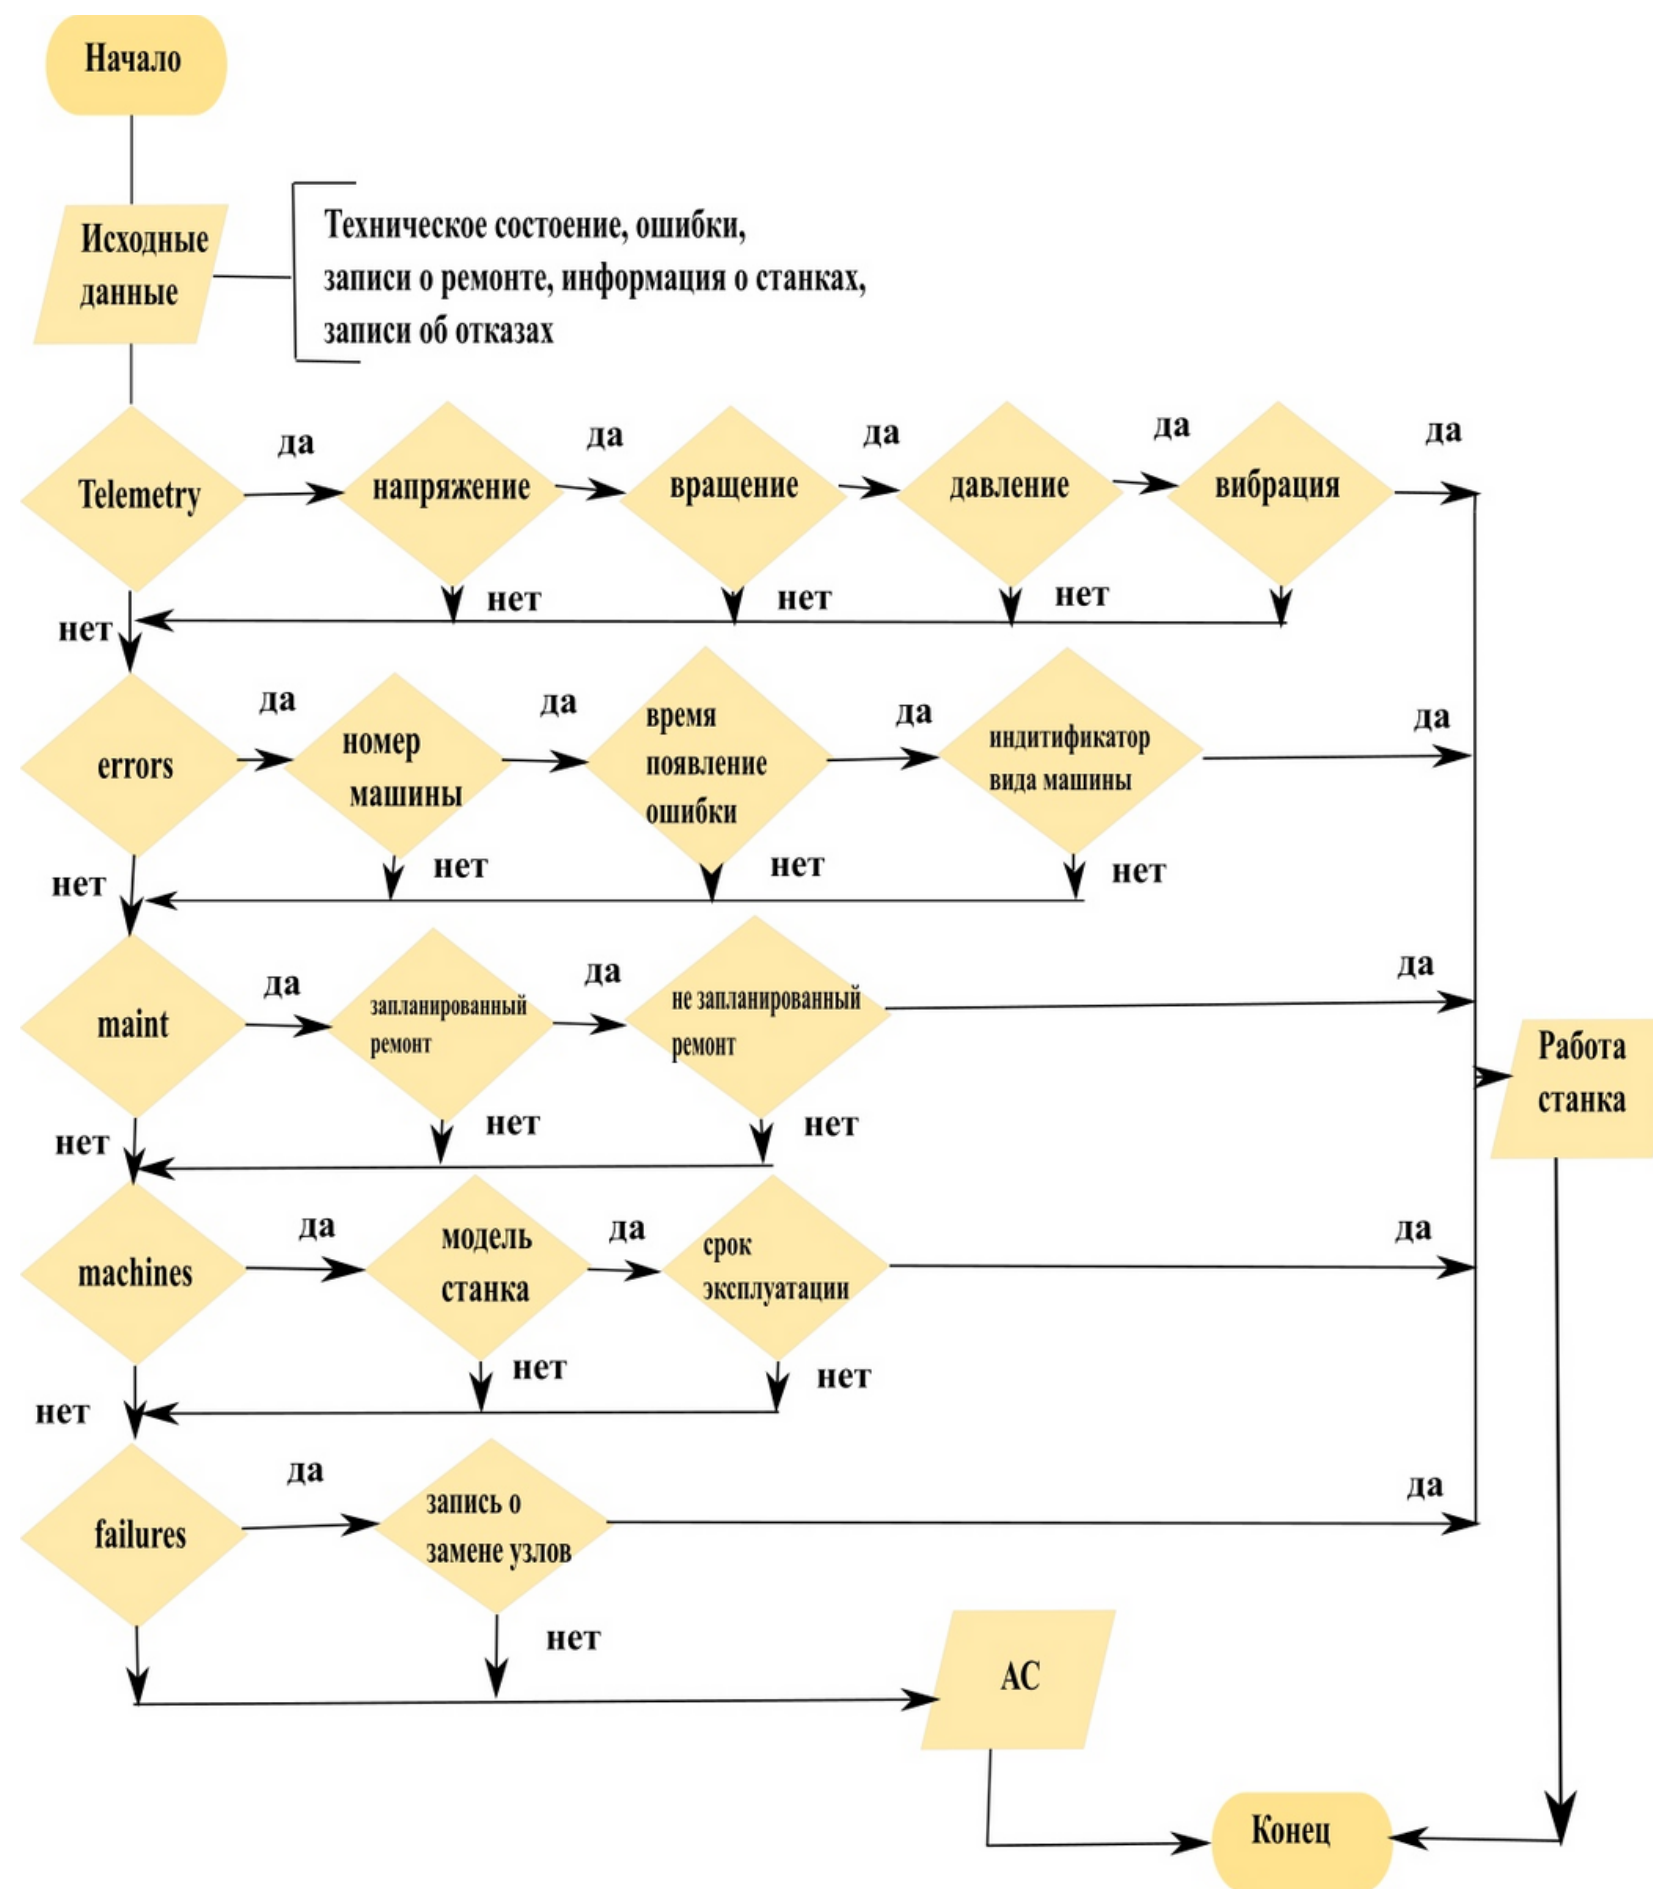 Начало
Исходные
данные
Техническое состоение, ошибки,
записи о ремонте, информация о станках,
записи об отказах
Telemetry
да
напряжение
да
вращение
да
давление
да
вибрация
да
нет
нет
нет
нет
errors
да
номер
машины
да
время
появление
ошибки
да
индитификатор
вида машины
да
нет
нет
нет
нет
maint
да
запланированный
ремонт
да
не запланированный
ремонт
да
нет
нет
нет
Работа
станка
machines
да
модель
станка
да
срок
эксплуатации
да
нет
нет
нет
failures
да
запись о
замене узлов
да
нет
АС
Конец